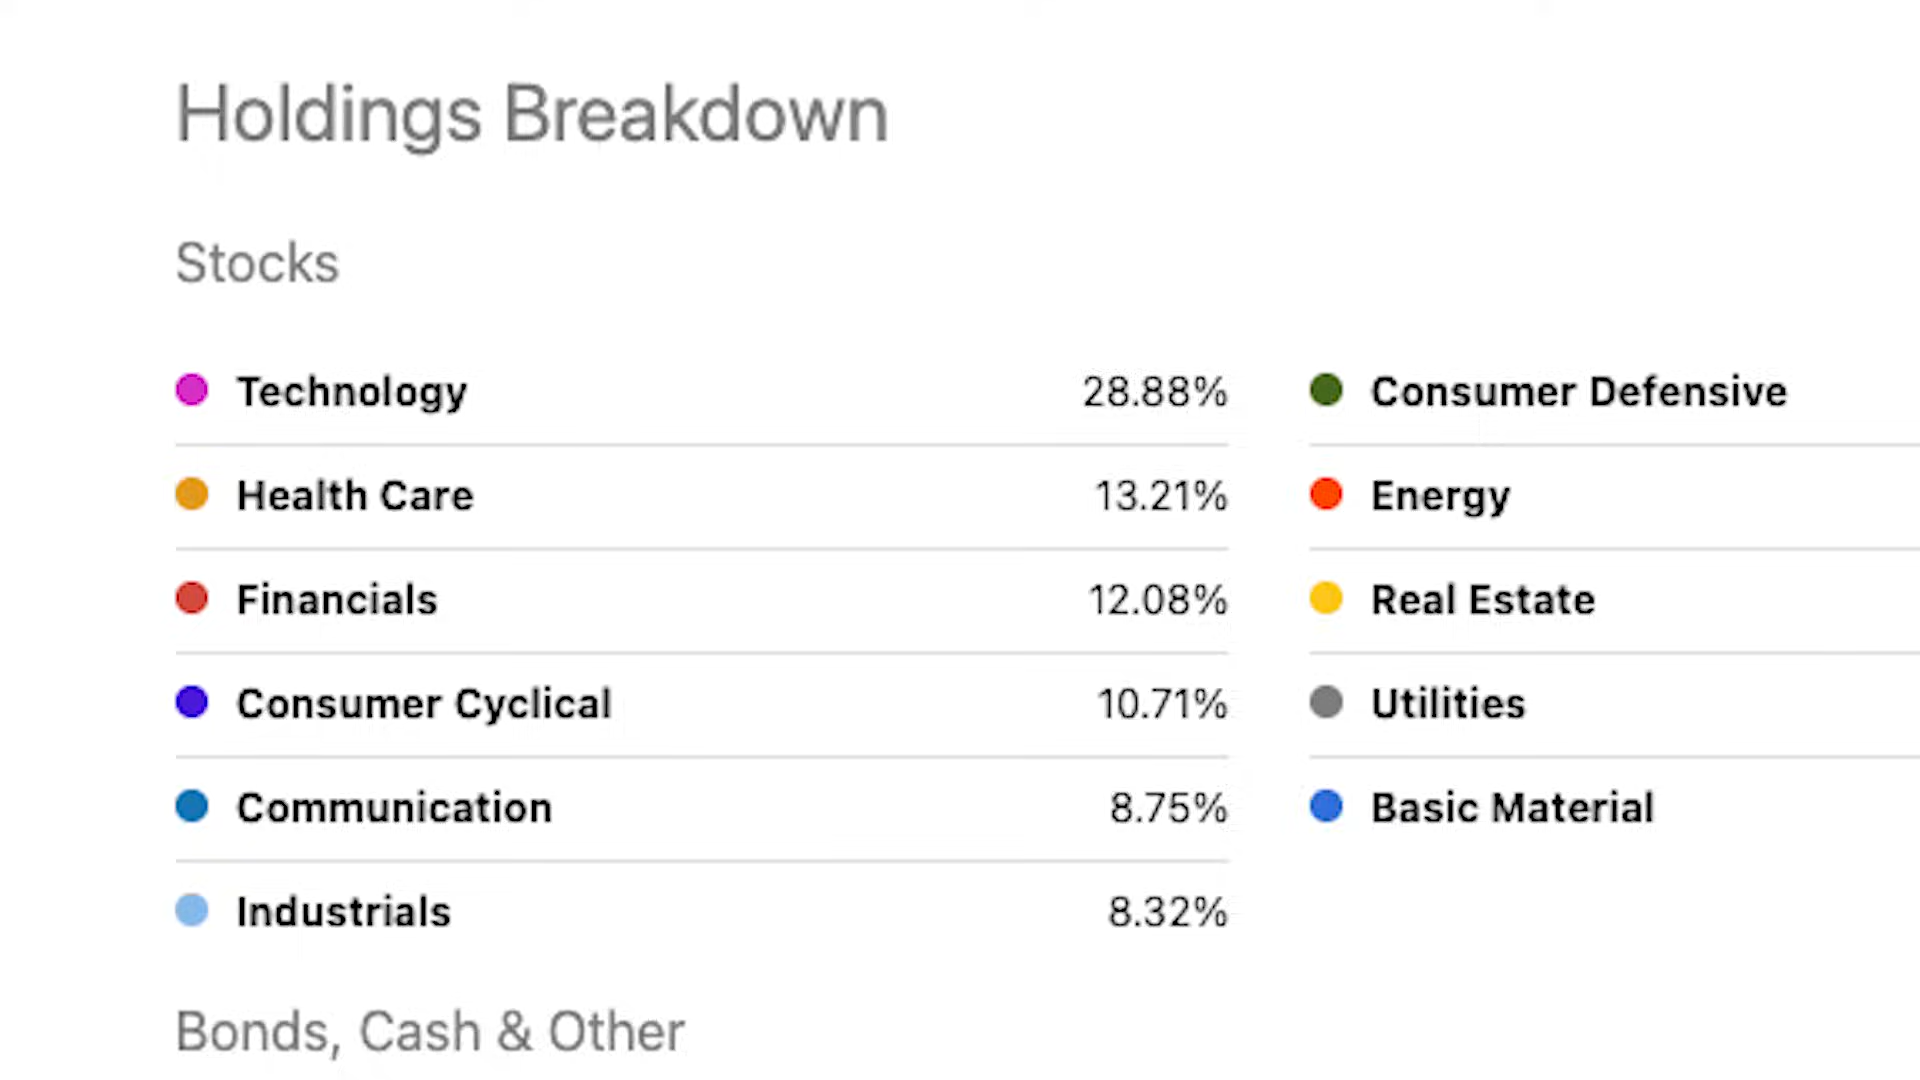 Holdings Breakdown
Stocks
Technology 28.88%
Health Care 13.21%
Financials 12.08%
Consumer Cyclical 10.71%
Communication 8.75%
Industrials 8.32%
Consumer Defensive
Energy
Real Estate
Utilities
Basic Material
Bonds, Cash & Other